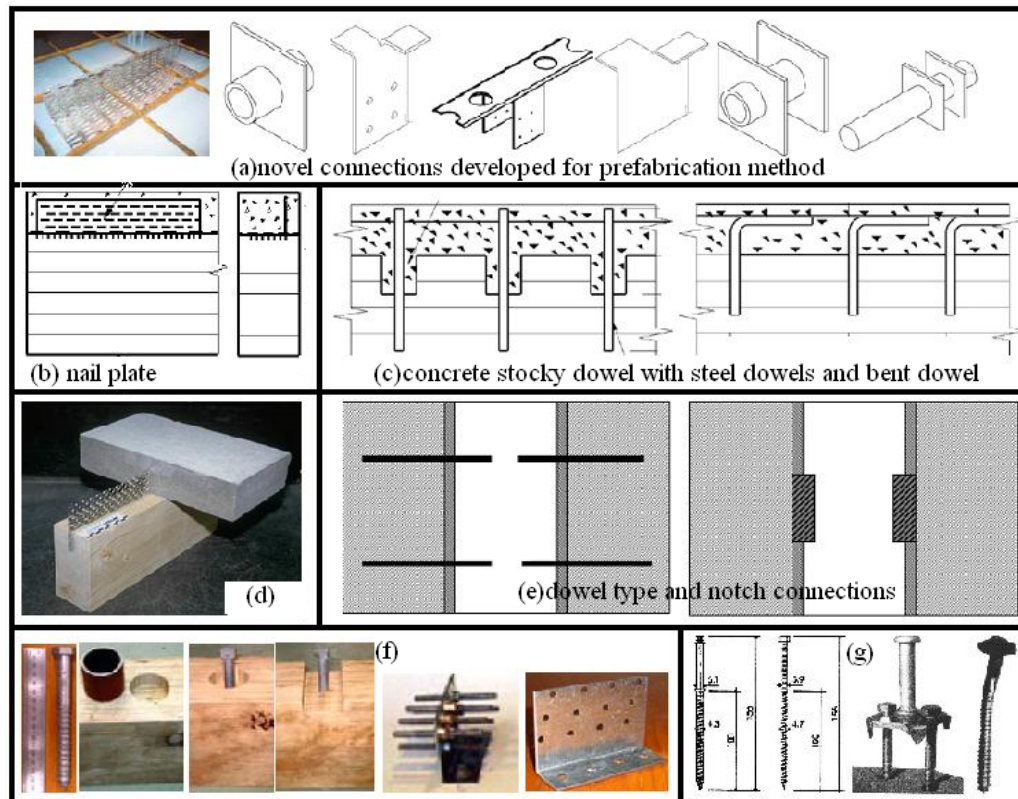 (a)novel connections developed for prefabrication method
(b) nail plate
(c)concrete stocky dowel with steel dowels and bent dowel
(d)
(e)dowel type and notch connections
(f)
(g)